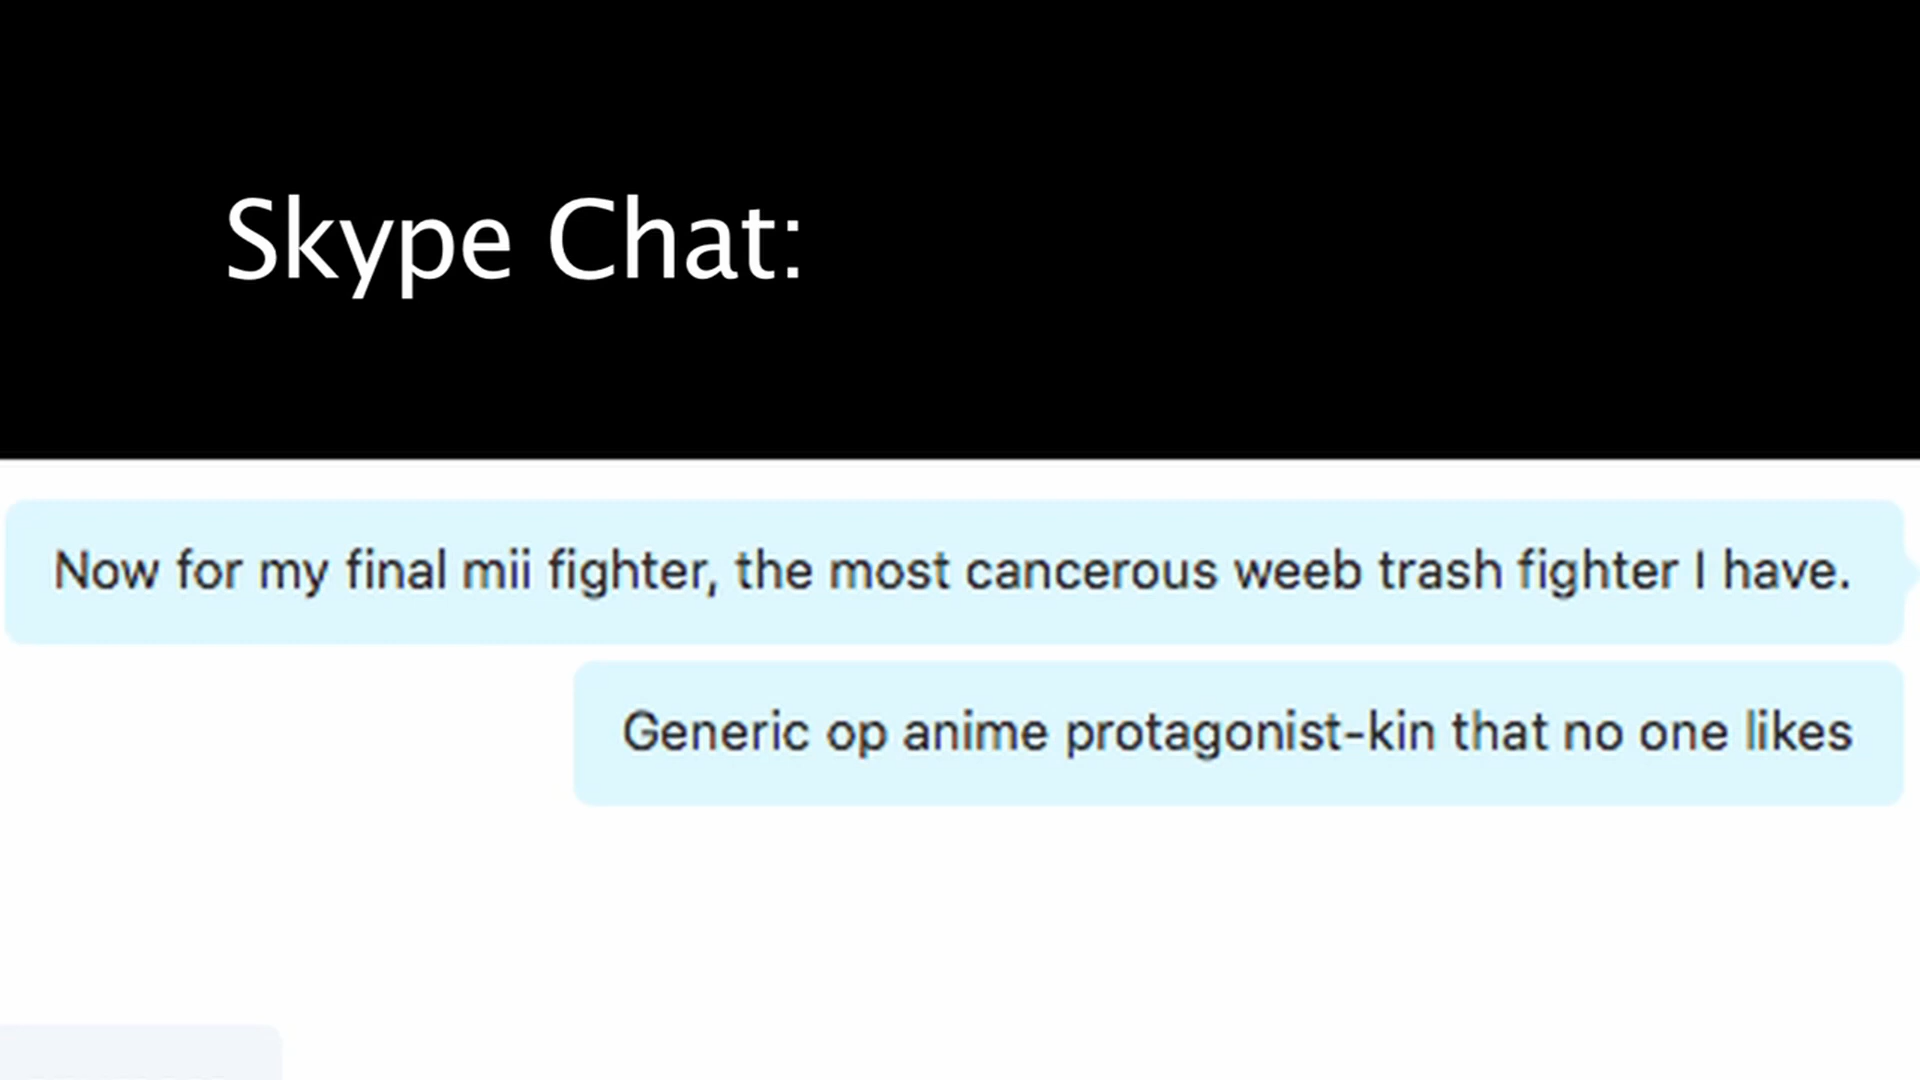 Skype Chat:
Now for my final mii fighter, the most cancerous weeb trash fighter I have.
Generic op anime protagonist-kin that no one likes